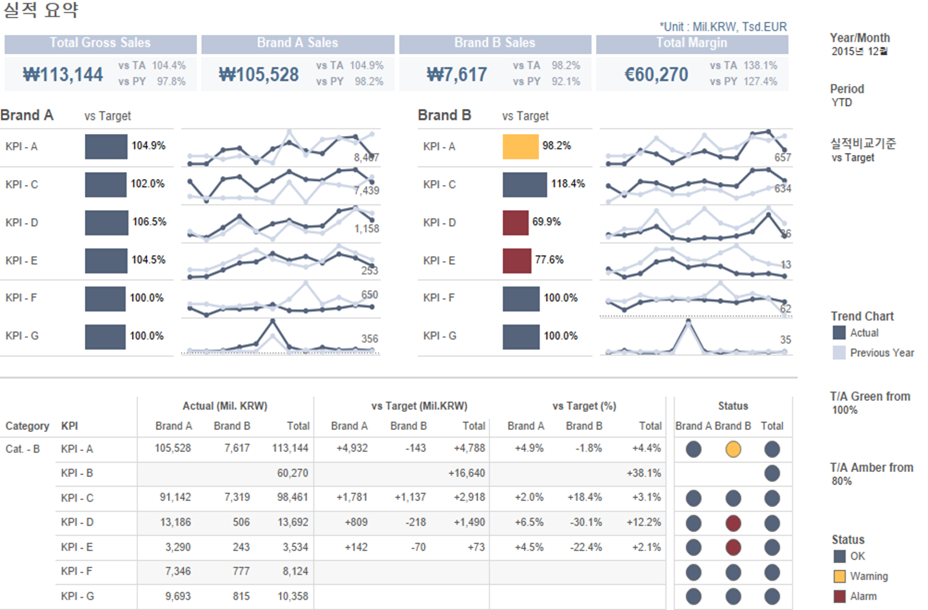 실적 요약
*Unit : Mil.KRW, Tsd.EUR
Total Gross Sales
Brand A Sales
Brand B Sales
Total Margin
₩113,144 vs TA 104.4% vs PY 97.8%
₩105,528 vs TA 104.9% vs PY 98.2%
₩7,617 vs TA 98.2% vs PY 92.1%
€60,270 vs TA 138.1% vs PY 127.4%
Year/Month
2015년 12월
Period
YTD
실적비교기준
vs Target
Brand A vs Target
KPI - A 104.9% 8,467
KPI - C 102.0% 7,439
KPI - D 106.5% 1,158
KPI - E 104.5% 253
KPI - F 100.0% 650
KPI - G 100.0% 356
Brand B vs Target
KPI - A 98.2% 657
KPI - C 118.4% 634
KPI - D 69.9%
KPI - E 77.6% 13
KPI - F 100.0% 62
KPI - G 100.0% 35
Trend Chart
Actual
Previous Year
T/A Green from
100%
T/A Amber from
80%
Status
OK
Warning
Alarm
Actual (Mil. KRW) vs Target (Mil.KRW) vs Target (%) Status
Category KPI Brand A Brand B Total Brand A Brand B Total Brand A Brand B Total Brand A Brand B Total
Cat. - B KPI - A 105,528 7,617 113,144 +4,932 -143 +4,788 +4.9% -1.8% +4.4%
KPI - B 60,270 +16,640 +38.1%
KPI - C 91,142 7,319 98,461 +1,781 +1,137 +2,918 +2.0% +18.4% +3.1%
KPI - D 13,186 506 13,692 +809 -218 +1,490 +6.5% -30.1% +12.2%
KPI - E 3,290 243 3,534 +142 -70 +73 +4.5% -22.4% +2.1%
KPI - F 7,346 777 8,124
KPI - G 9,693 815 10,358